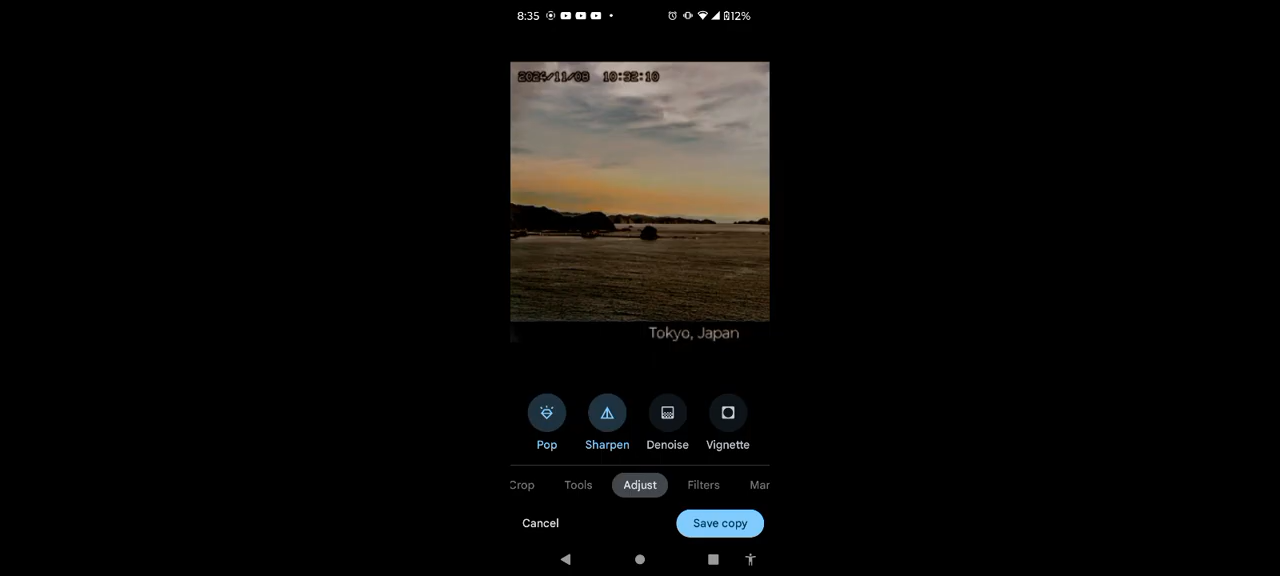 8:35 12%
2024/11/08 10:32:10
Tokyo, Japan
Pop Sharpen Denoise Vignette
Crop Tools Adjust Filters Mar
Cancel Save copy